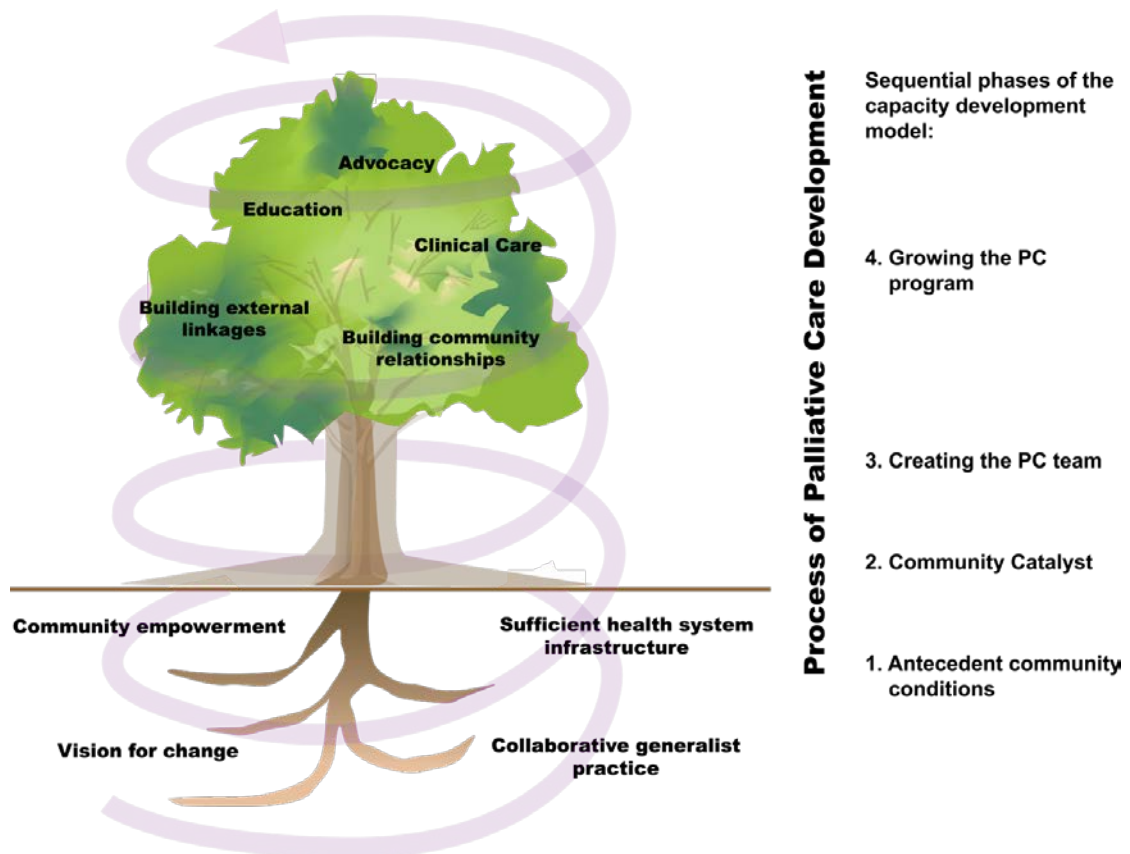 Advocacy
Education
Clinical Care
Building external
linkages
Building community
relationships
Community empowerment
Sufficient health system
infrastructure
Vision for change
Collaborative generalist
practice
Process of Palliative Care Development
Sequential phases of the
capacity development
model:
4. Growing the PC
program
3. Creating the PC team
2. Community Catalyst
1. Antecedent community
conditions